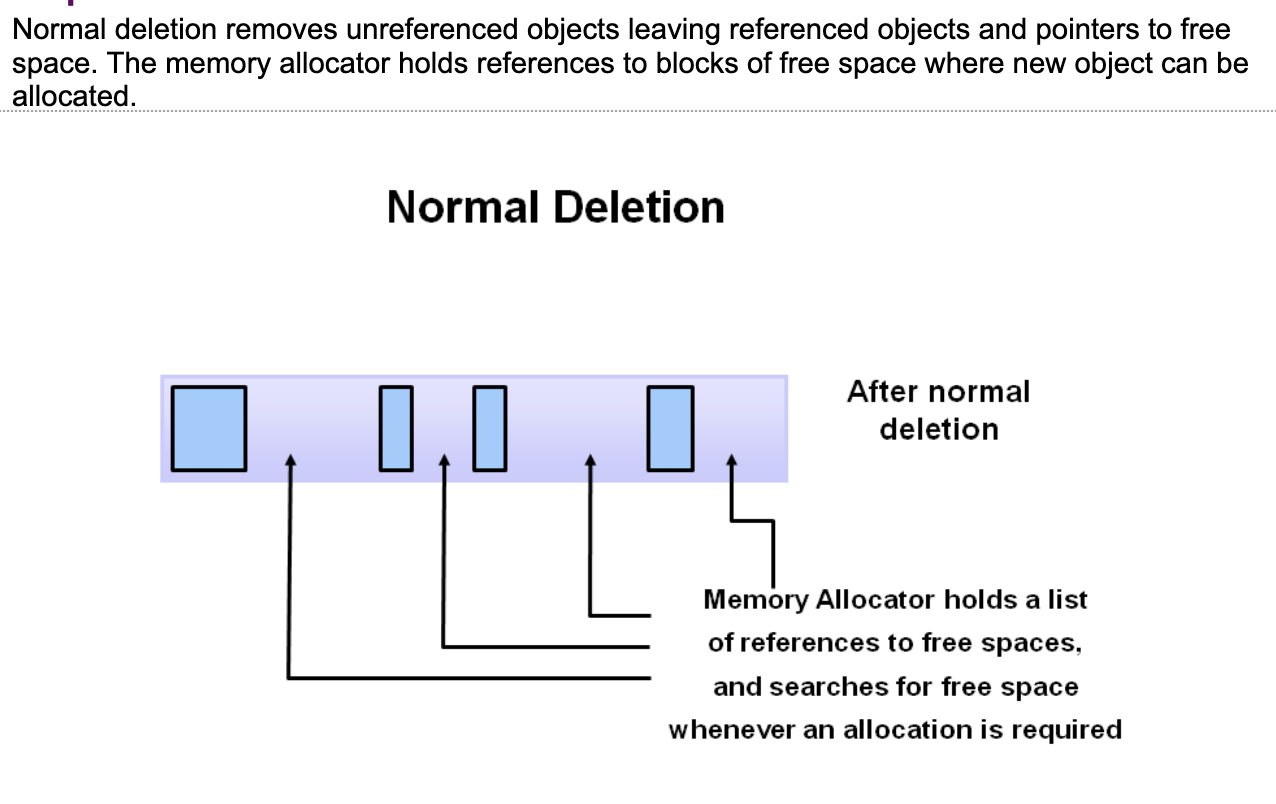 Normal deletion removes unreferenced objects leaving referenced objects and pointers to free
space. The memory allocator holds references to blocks of free space where new object can be
allocated.
Normal Deletion
After normal
deletion
Memory Allocator holds a list
of references to free spaces,
and searches for free space
whenever an allocation is required